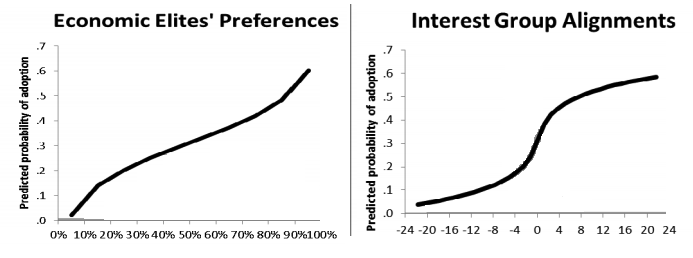 Economic Elites' Preferences
Predicted probability of adoption
.7
.6
.5
.4
.3
.2
.1
.0
0% 10% 20% 30% 40% 50% 60% 70% 80% 90%100%
Interest Group Alignments
Predicted probability of adoption
.7
.6
.5
.4
.3
.2
.1
.0
-24 -20 -16 -12 -8 -4 0 4 8 12 16 20 24